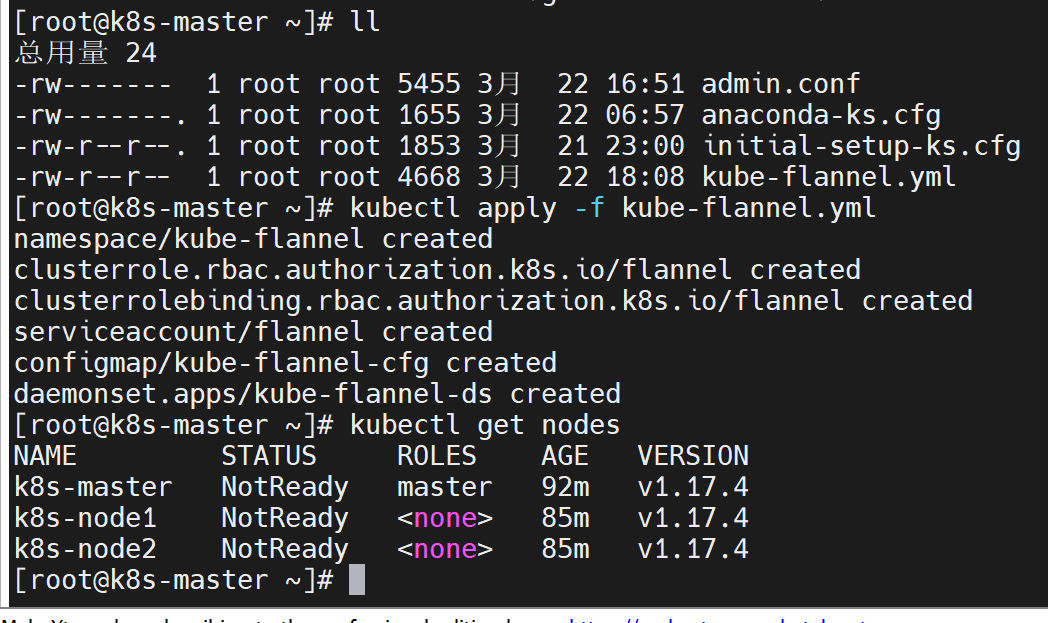 [root@k8s-master ~]# ll
总用量 24
-rw------- 1 root root 5455 3月 22 16:51 admin.conf
-rw-------. 1 root root 1655 3月 22 06:57 anaconda-ks.cfg
-rw-r--r--. 1 root root 1853 3月 21 23:00 initial-setup-ks.cfg
-rw-r--r-- 1 root root 4668 3月 22 18:08 kube-flannel.yml
[root@k8s-master ~]# kubectl apply -f kube-flannel.yml
namespace/kube-flannel created
clusterrole.rbac.authorization.k8s.io/flannel created
clusterrolebinding.rbac.authorization.k8s.io/flannel created
serviceaccount/flannel created
configmap/kube-flannel-cfg created
daemonset.apps/kube-flannel-ds created
[root@k8s-master ~]# kubectl get nodes
NAME STATUS ROLES AGE VERSION
k8s-master NotReady master 92m v1.17.4
k8s-node1 NotReady <none> 85m v1.17.4
k8s-node2 NotReady <none> 85m v1.17.4
[root@k8s-master ~]#